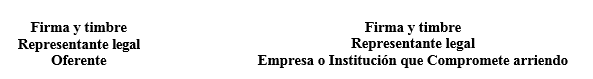 Firma y timbre
Representante legal
Oferente
Firma y timbre
Representante legal
Empresa o Institución que Compromete arriendo